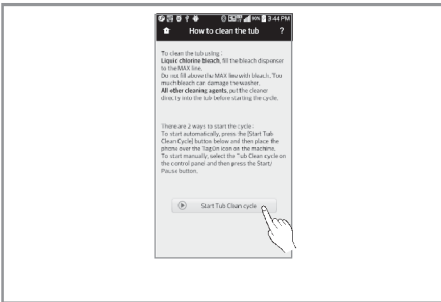 90% 3:44 PM
How to clean the tub ?
To clean the tub using :
Liquid chlorine bleach, fill the bleach dispenser
to the MAX line.
Do not fill above the MAX line with bleach. Too
much bleach can damage the washer.
All other cleaning agents, put the cleaner
directly into the tub before starting the cycle.
There are 2 ways to start the cycle :
To start automatically, press the [Start Tub
Clean Cycle] button below and then place the
phone over the TagOn icon on the machine.
To start manually, select the Tub Clean cycle on
the control panel and then press the Start/
Pause button.
Start Tub Clean cycle